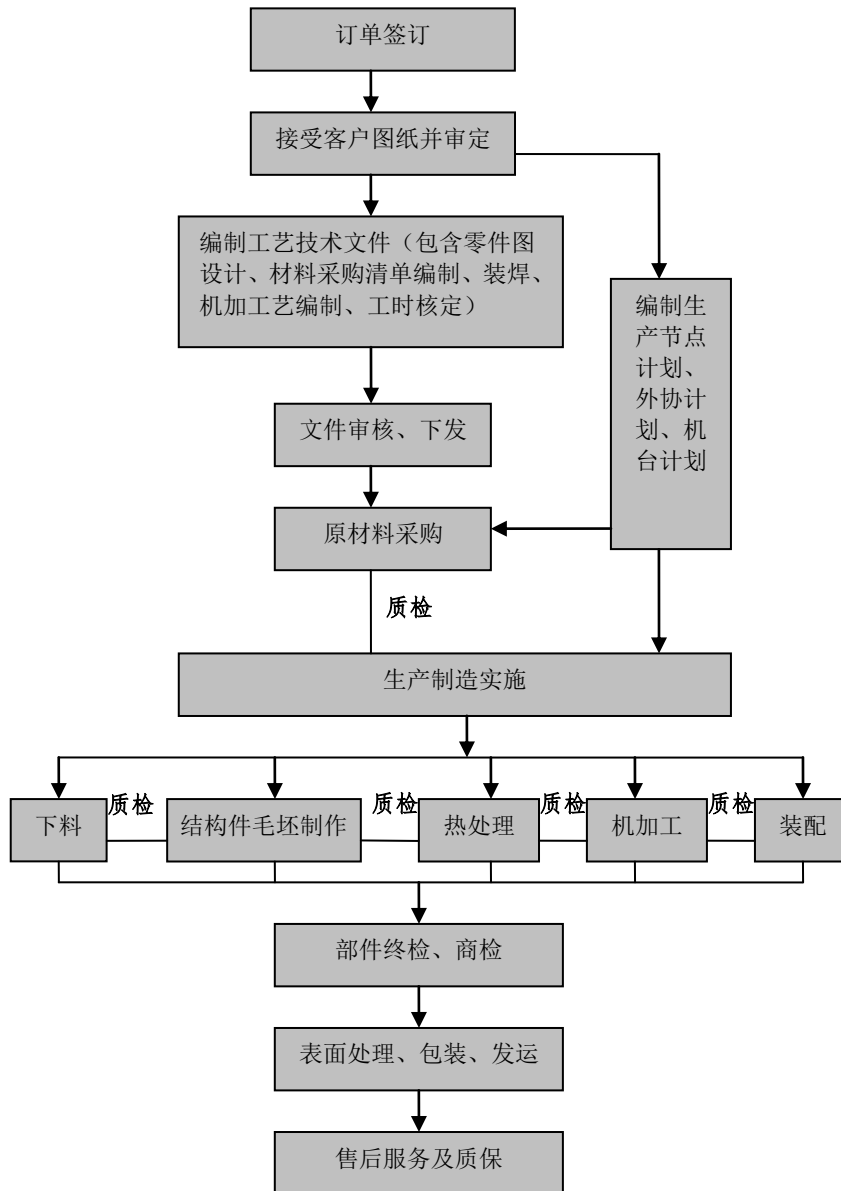 订单签订
接受客户图纸并审定
编制工艺技术文件（包含零件图
设计、材料采购清单编制、装焊、
机加工艺编制、工时核定）
编制生
产节点
计划、
外协计
划、机
台计划
文件审核、下发
原材料采购
质检
生产制造实施
下料
质检
结构件毛坯制作
质检
热处理
质检
机加工
质检
装配
部件终检、商检
表面处理、包装、发运
售后服务及质保